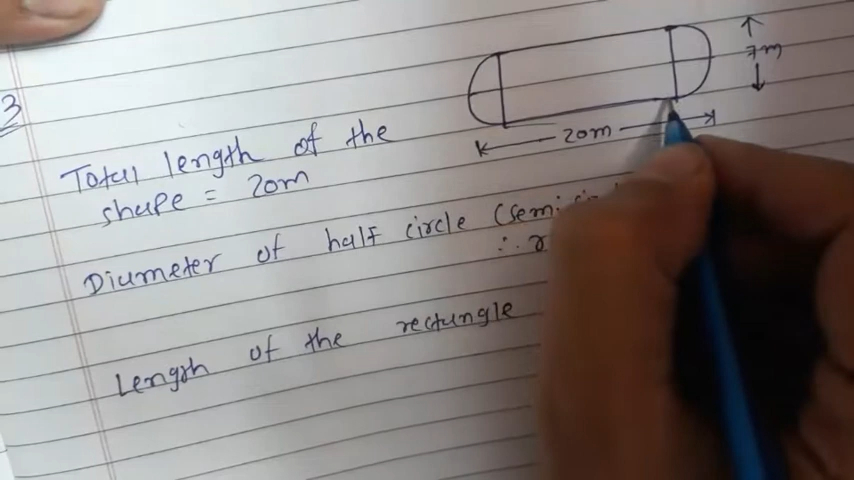 3
7m
20m
Total length of the
shape = 20m
Diameter of half circle (semi
∴ r
Length of the rectangle